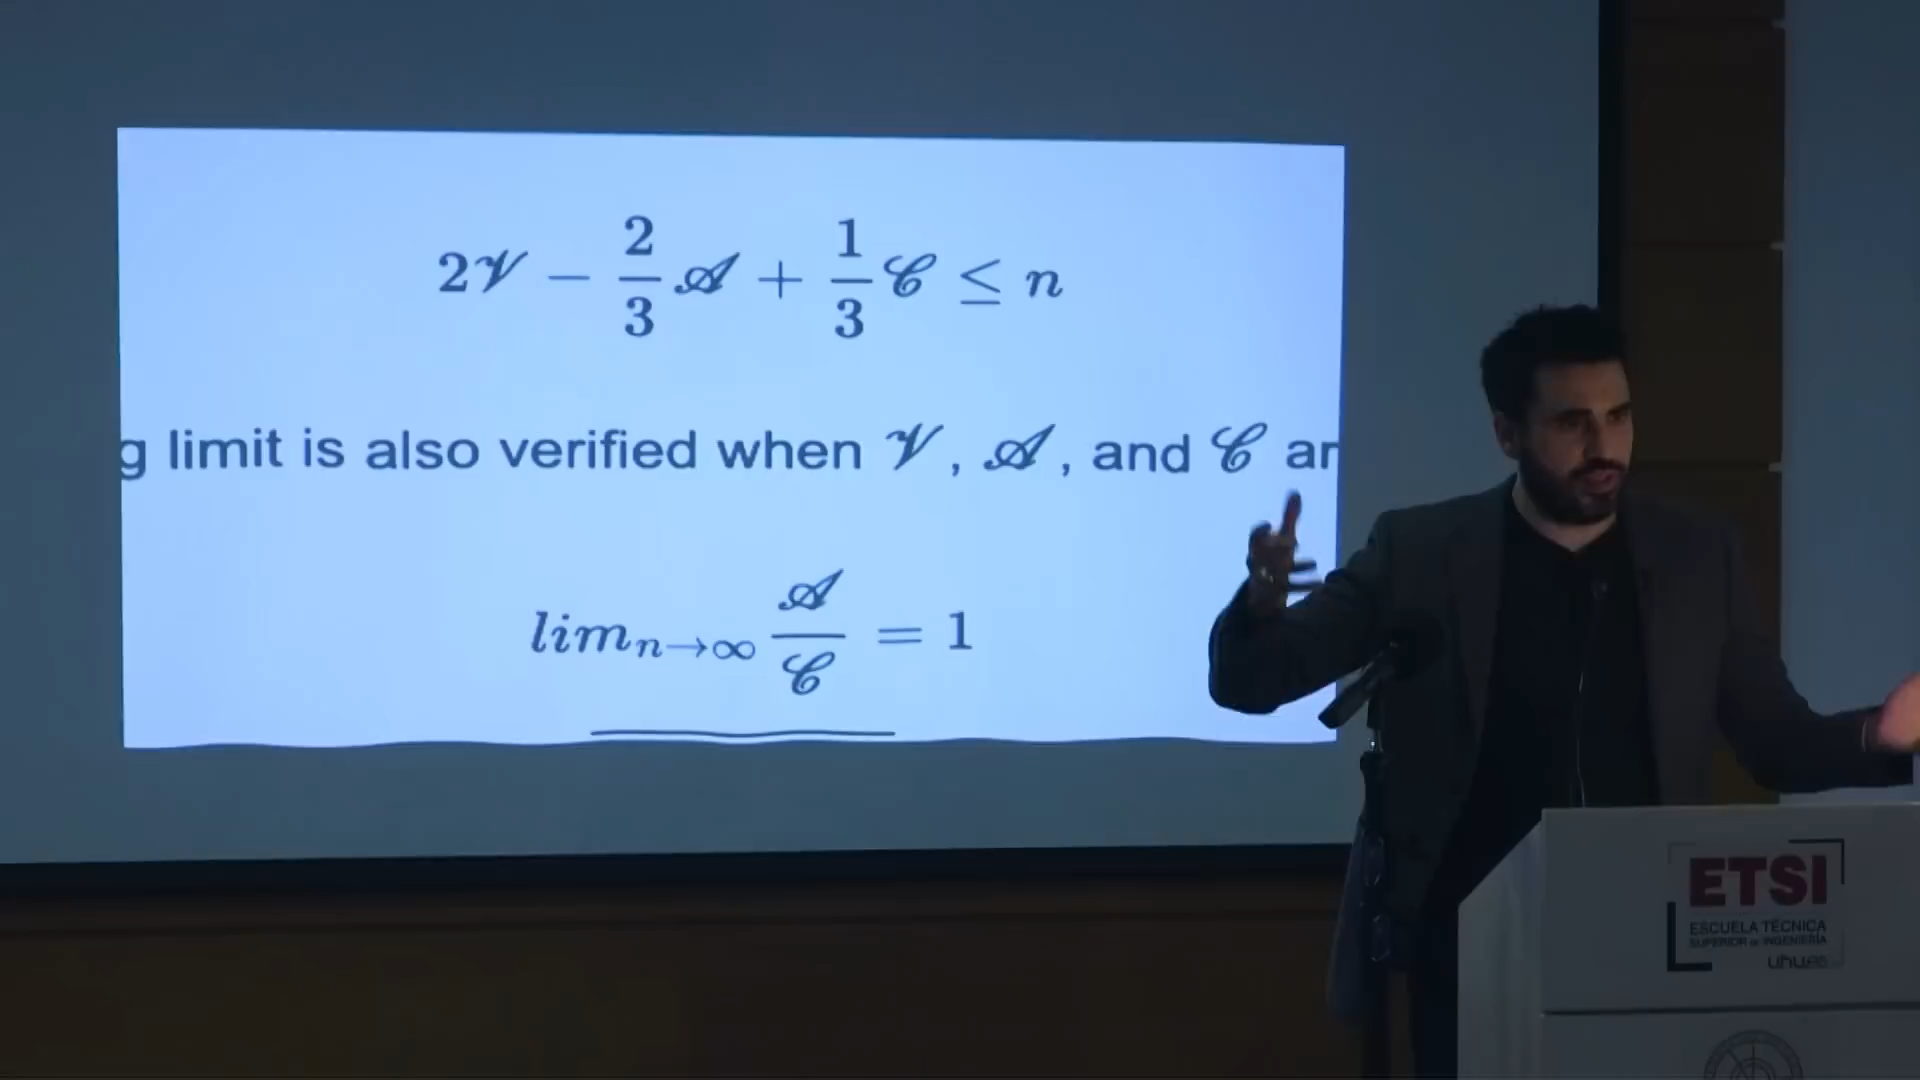 2𝒱 − 2/3 𝒜 + 1/3 𝒞 ≤ n
g limit is also verified when 𝒱, 𝒜, and 𝒞 ar
lim n→∞ 𝒜/𝒞 = 1
ETSI
ESCUELA TÉCNICA
SUPERIOR DE INGENIERÍA
uhu.es